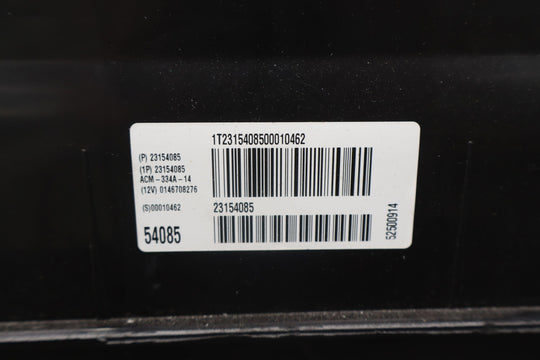 1T2315408500010462
(P) 23154085
(1P) 23154085
ACM-334A-14
(12V) 0146708276
(S)00010462
23154085
54085
52500914